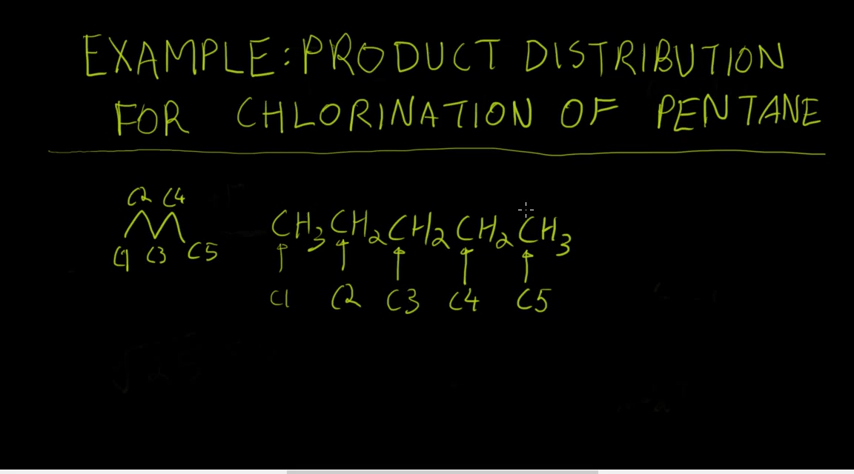 EXAMPLE: PRODUCT DISTRIBUTION
FOR CHLORINATION OF PENTANE
C2 C4
C1 C3 C5
CH3CH2CH2CH2CH3
C1 C2 C3 C4 C5